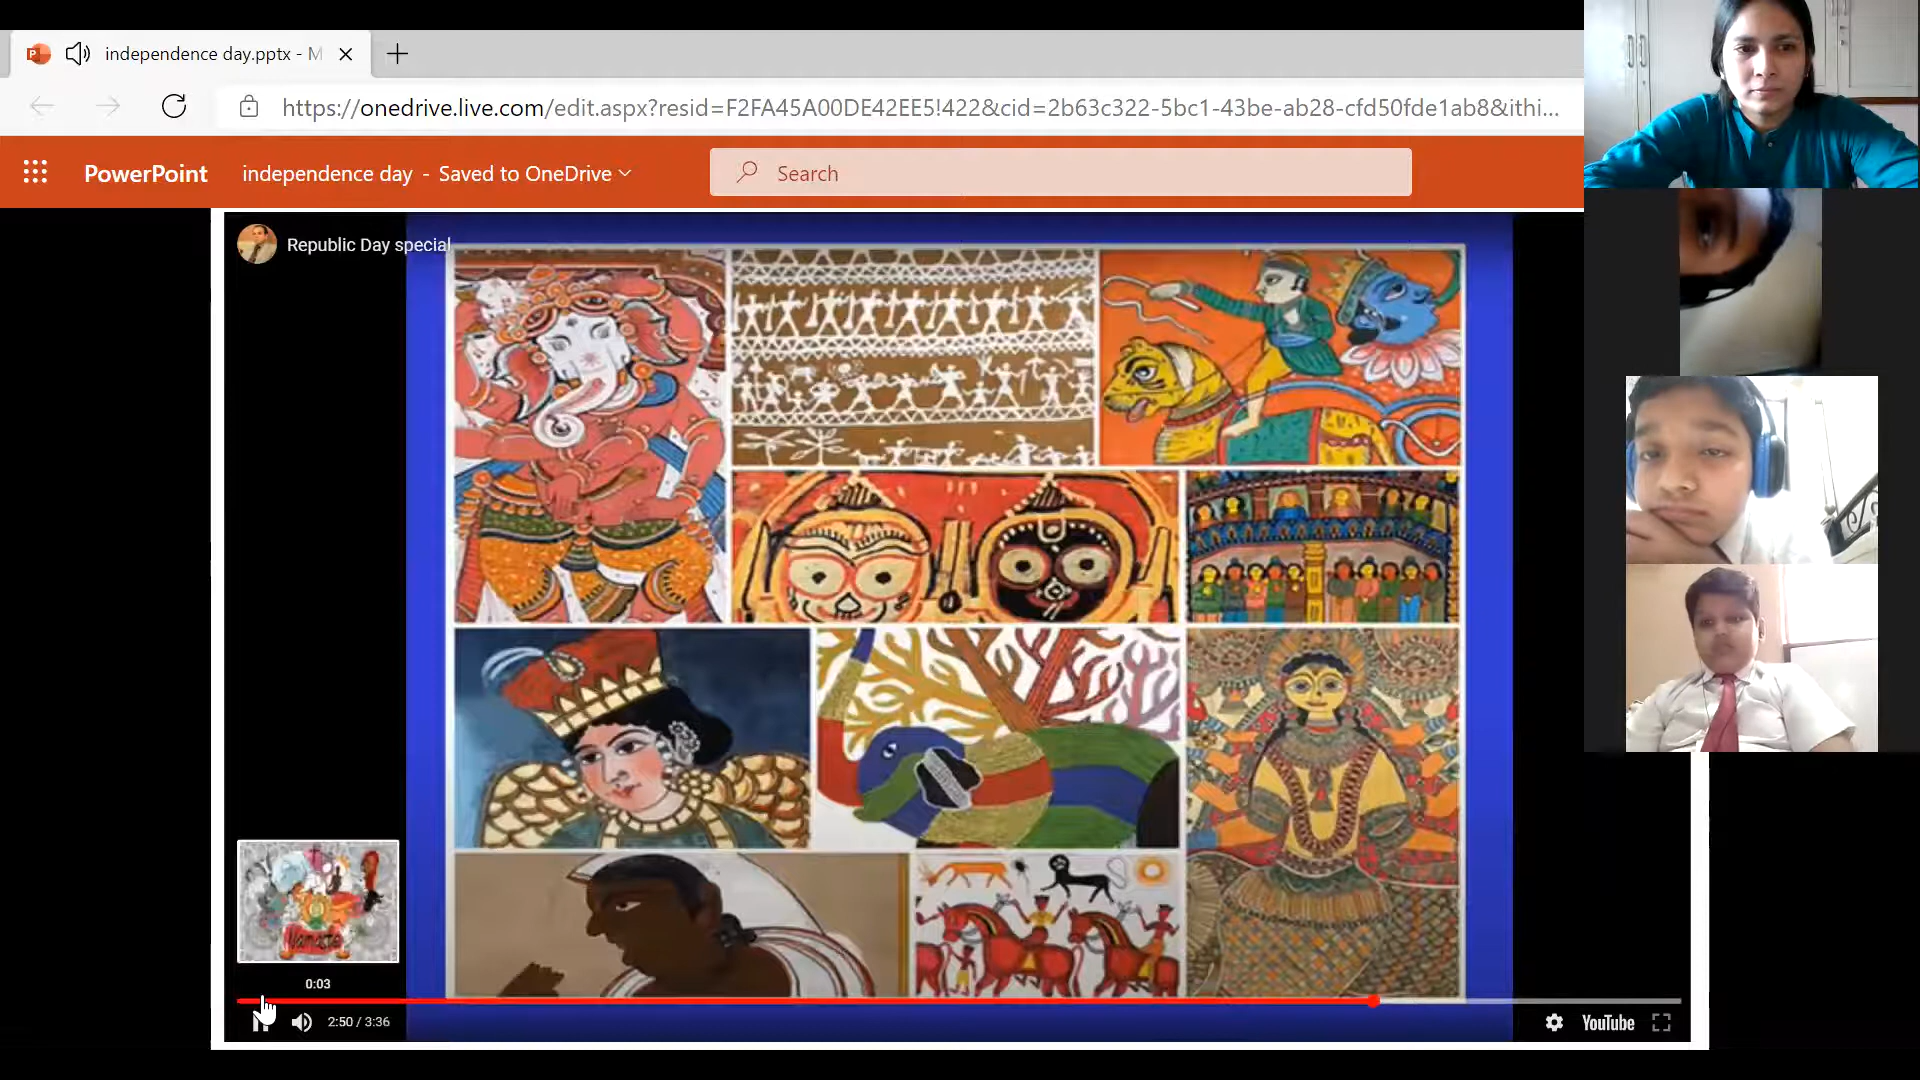 independence day.pptx - M
https://onedrive.live.com/edit.aspx?resid=F2FA45A00DE42EE5!422&cid=2b63c322-5bc1-43be-ab28-cfd50fde1ab8&ithi...
PowerPoint
independence day - Saved to OneDrive
Search
Republic Day special
Namaste
0:03
2:50 / 3:36
YouTube